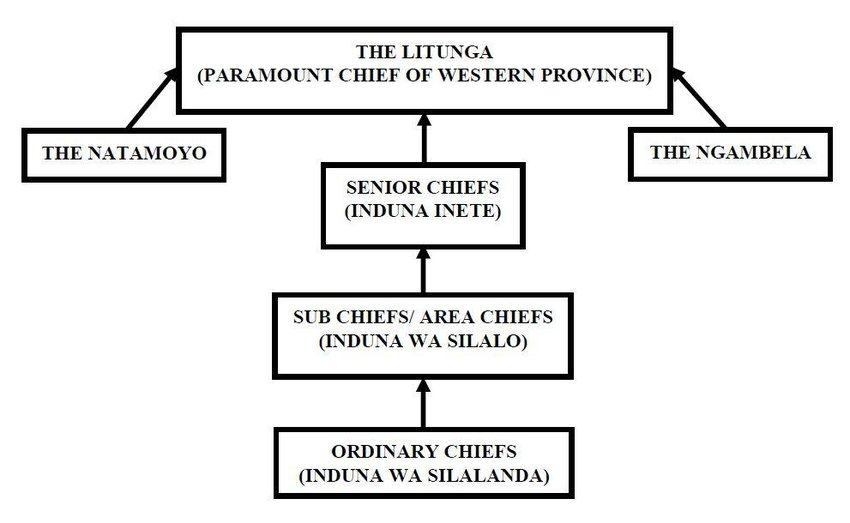 THE LITUNGA
(PARAMOUNT CHIEF OF WESTERN PROVINCE)
THE NATAMOYO
THE NGAMBELA
SENIOR CHIEFS
(INDUNA INETE)
SUB CHIEFS/ AREA CHIEFS
(INDUNA WA SILALO)
ORDINARY CHIEFS
(INDUNA WA SILALANDA)